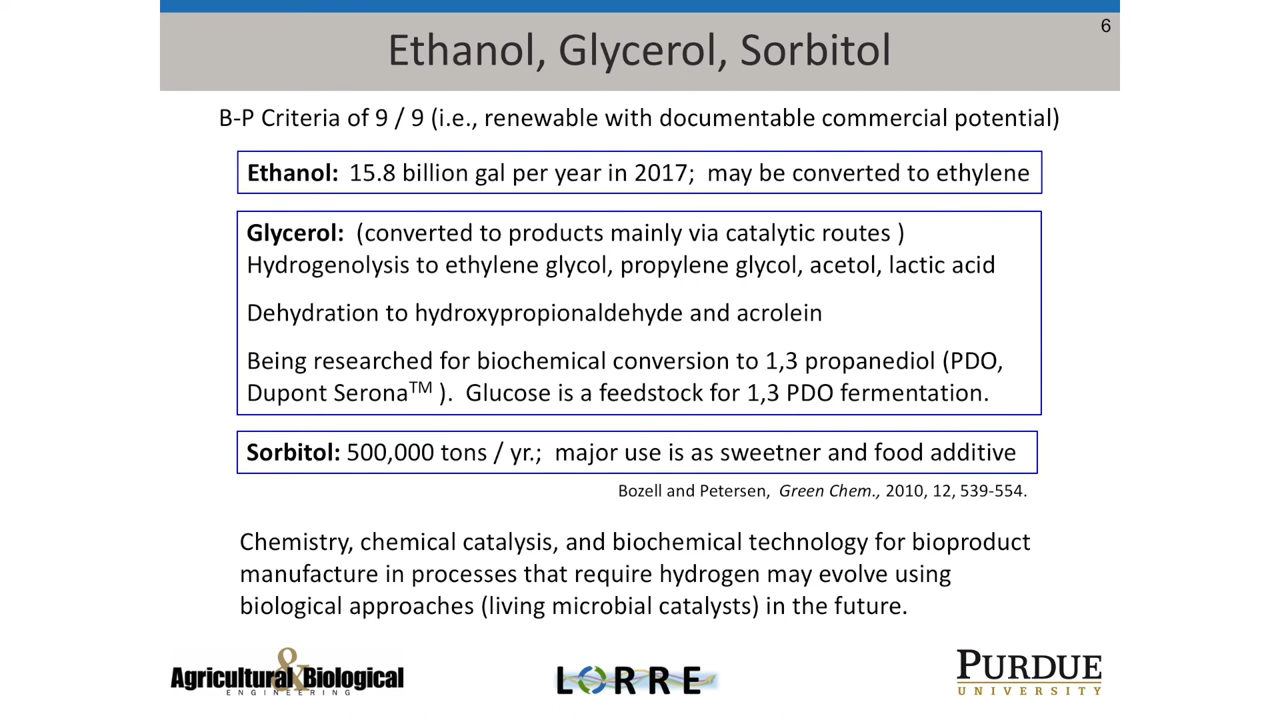 6
Ethanol, Glycerol, Sorbitol
B-P Criteria of 9 / 9 (i.e., renewable with documentable commercial potential)
Ethanol: 15.8 billion gal per year in 2017; may be converted to ethylene
Glycerol: (converted to products mainly via catalytic routes )
Hydrogenolysis to ethylene glycol, propylene glycol, acetol, lactic acid
Dehydration to hydroxypropionaldehyde and acrolein
Being researched for biochemical conversion to 1,3 propanediol (PDO,
Dupont Serona™ ). Glucose is a feedstock for 1,3 PDO fermentation.
Sorbitol: 500,000 tons / yr.; major use is as sweetner and food additive
Bozell and Petersen, Green Chem., 2010, 12, 539-554.
Chemistry, chemical catalysis, and biochemical technology for bioproduct
manufacture in processes that require hydrogen may evolve using
biological approaches (living microbial catalysts) in the future.
Agricultural & Biological
ENGINEERING
LORRE
PURDUE
UNIVERSITY